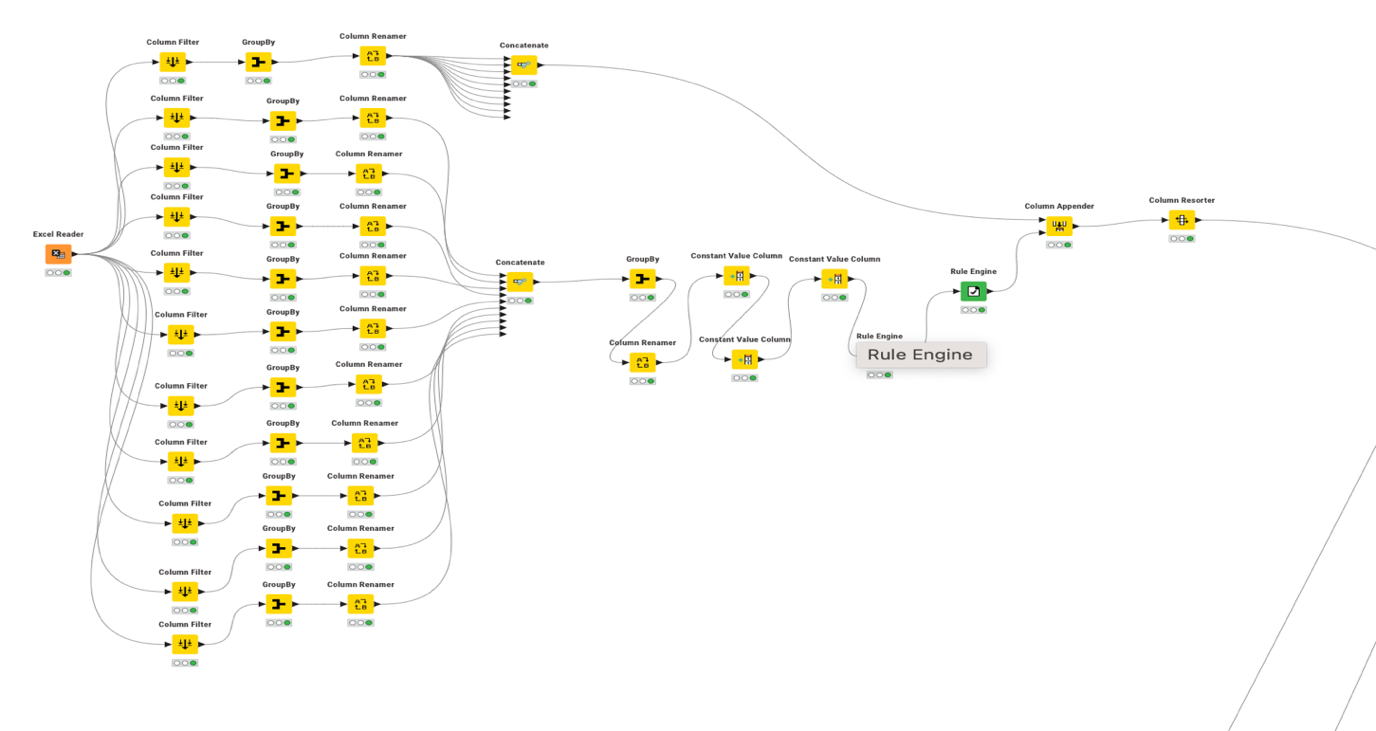 Column Filter
GroupBy
Column Renamer
Concatenate
Column Filter
GroupBy
Column Renamer
Column Filter
GroupBy
Column Renamer
Column Filter
GroupBy
Column Renamer
Excel Reader
Column Filter
GroupBy
Column Renamer
Column Filter
GroupBy
Column Renamer
Column Filter
GroupBy
Column Renamer
Column Filter
GroupBy
Column Renamer
Column Filter
GroupBy
Column Renamer
Column Filter
GroupBy
Column Renamer
Column Filter
GroupBy
Column Renamer
Concatenate
GroupBy
Column Renamer
Constant Value Column
Constant Value Column
Constant Value Column
Rule Engine
Rule Engine
Rule Engine
Column Appender
Column Resorter